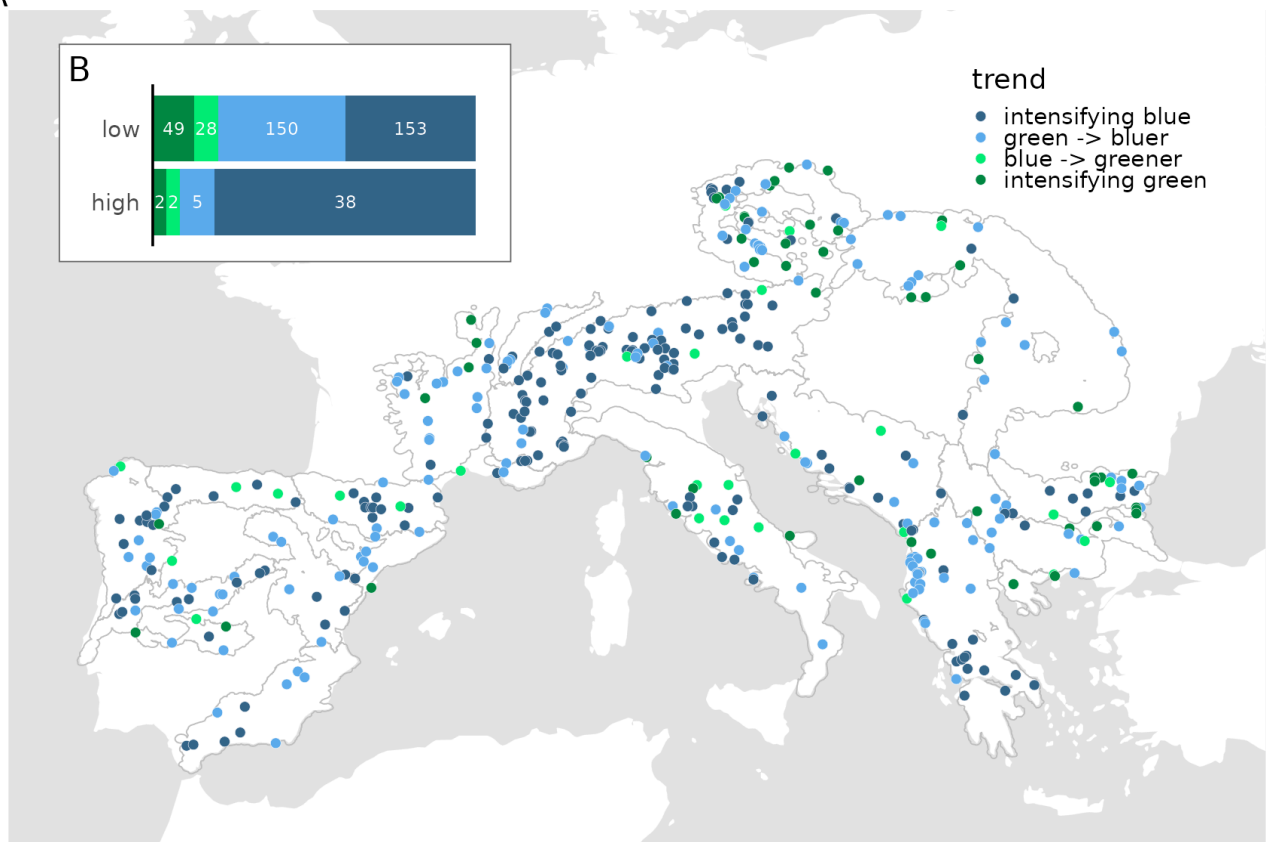 B
low 49 28 150 153
high 2 2 5 38
trend
intensifying blue
green -> bluer
blue -> greener
intensifying green